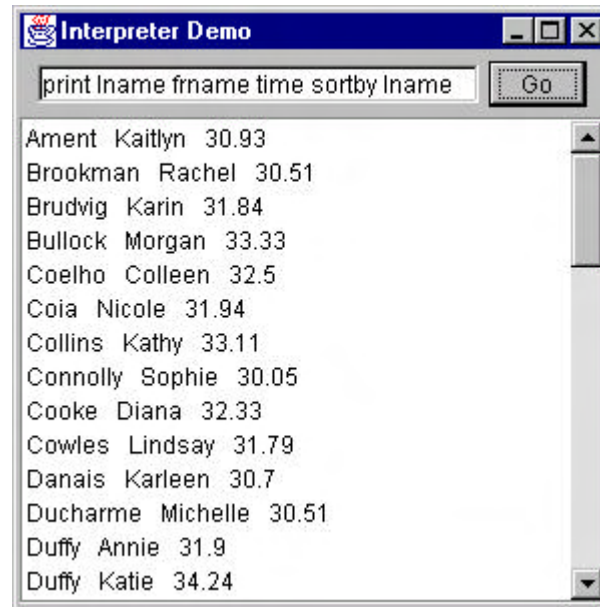 Interpreter Demo
print lname frname time sortby lname
Go
Ament Kaitlyn 30.93
Brookman Rachel 30.51
Brudvig Karin 31.84
Bullock Morgan 33.33
Coelho Colleen 32.5
Coia Nicole 31.94
Collins Kathy 33.11
Connolly Sophie 30.05
Cooke Diana 32.33
Cowles Lindsay 31.79
Danais Karleen 30.7
Ducharme Michelle 30.51
Duffy Annie 31.9
Duffy Katie 34.24